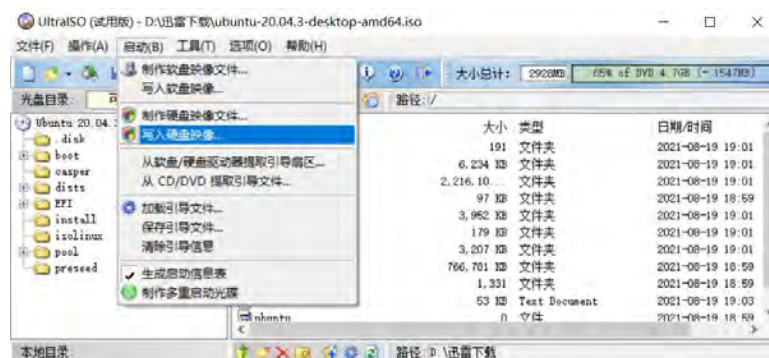 UltraISO (试用版) - D:\迅雷下载\ubuntu-20.04.3-desktop-amd64.iso
文件(F) 操作(A) 启动(B) 工具(T) 选项(O) 帮助(H)
大小总计: 2928MB 65% of DVD 4.7GB (- 1547MB)
光盘目录: 可
路径: /
Ubuntu 20.04.
.disk
boot
casper
dists
EFI
install
isolinux
pool
preseed
制作软盘映像文件...
写入软盘映像...
制作硬盘映像文件...
写入硬盘映像...
从软盘/硬盘驱动器提取引导扇区...
从 CD/DVD 提取引导文件...
加载引导文件...
保存引导文件...
清除引导信息
生成启动信息表
制作多重启动光碟
大小 类型 日期/时间
191 文件夹 2021-08-19 19:01
6,234 KB 文件夹 2021-08-19 19:01
2,216,10... 文件夹 2021-08-19 19:01
97 KB 文件夹 2021-08-19 18:59
3,952 KB 文件夹 2021-08-19 19:01
179 KB 文件夹 2021-08-19 19:01
3,207 KB 文件夹 2021-08-19 19:01
766,781 KB 文件夹 2021-08-19 18:59
1,331 文件夹 2021-08-19 18:59
53 KB Text Document 2021-08-19 19:03
ubuntu 0 文件 2021-08-19 18:59
本地目录: 路径: D:\迅雷下载